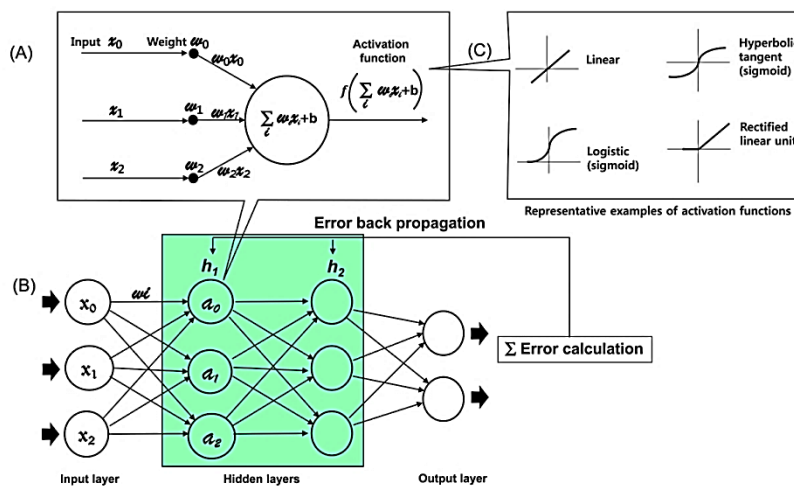 (A)
Input x₀
Weight w₀
w₀x₀
x₁
w₁
w₁x₁
x₂
w₂
w₂x₂
∑ wᵢxᵢ+b
i
Activation
function
f(∑ wᵢxᵢ+b)
i
(C)
Linear
Hyperbolic
tangent
(sigmoid)
Logistic
(sigmoid)
Rectified
linear unit
Representative examples of activation functions
Error back propagation
(B)
h₁
h₂
x₀
wi
a₀
x₁
a₁
x₂
a₂
∑ Error calculation
Input layer
Hidden layers
Output layer